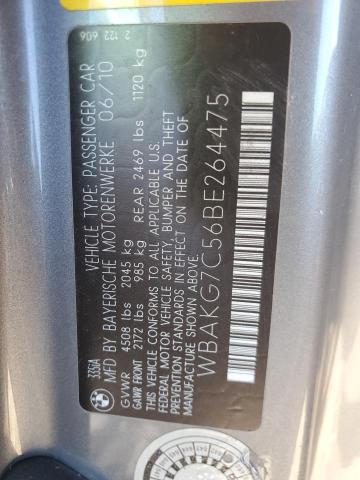 2 122 606
VEHICLE TYPE: PASSENGER CAR
335iA MFD BY BAYERISCHE MOTORENWERKE 06/10
GVWR 4508 lbs 2045 kg
GAWR FRONT 2172 lbs 985 kg REAR 2469 lbs 1120 kg
THIS VEHICLE CONFORMS TO ALL APPLICABLE U.S.
FEDERAL MOTOR VEHICLE SAFETY, BUMPER AND THEFT
PREVENTION STANDARDS IN EFFECT ON THE DATE OF
MANUFACTURE SHOWN ABOVE.
WBAKG7C56BE264475